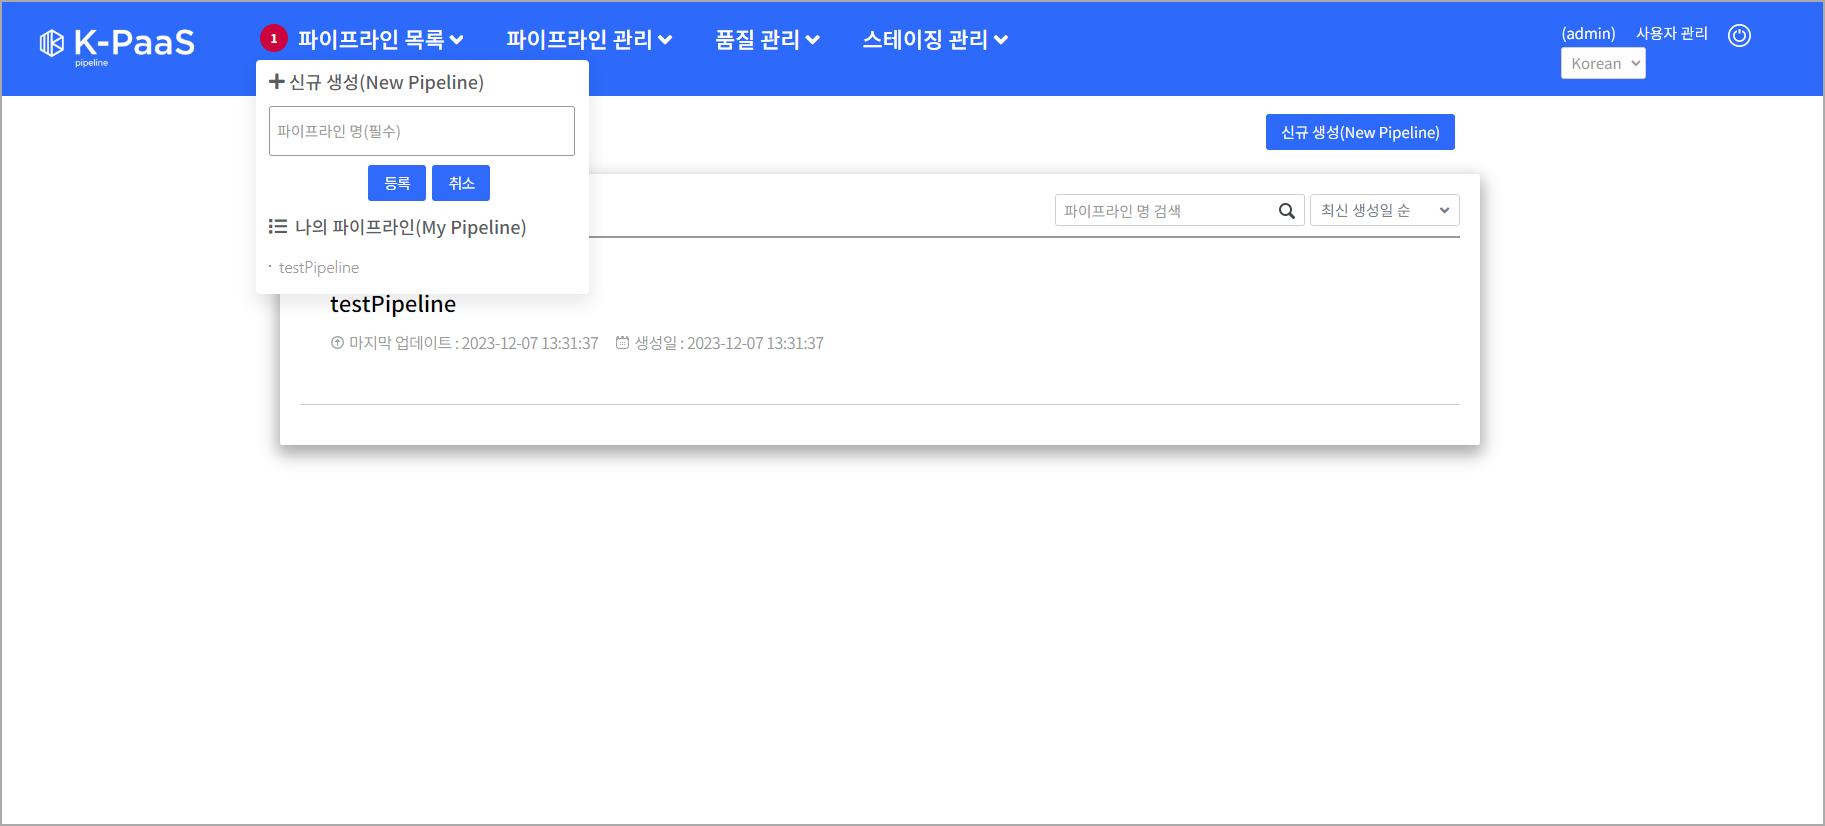 K-PaaS
pipeline
1 파이프라인 목록 파이프라인 관리 품질 관리 스테이징 관리
(admin) 사용자 관리
Korean
신규 생성(New Pipeline)
파이프라인 명(필수)
등록 취소
나의 파이프라인(My Pipeline)
· testPipeline
신규 생성(New Pipeline)
파이프라인 명 검색 최신 생성일 순
testPipeline
마지막 업데이트 : 2023-12-07 13:31:37 생성일 : 2023-12-07 13:31:37